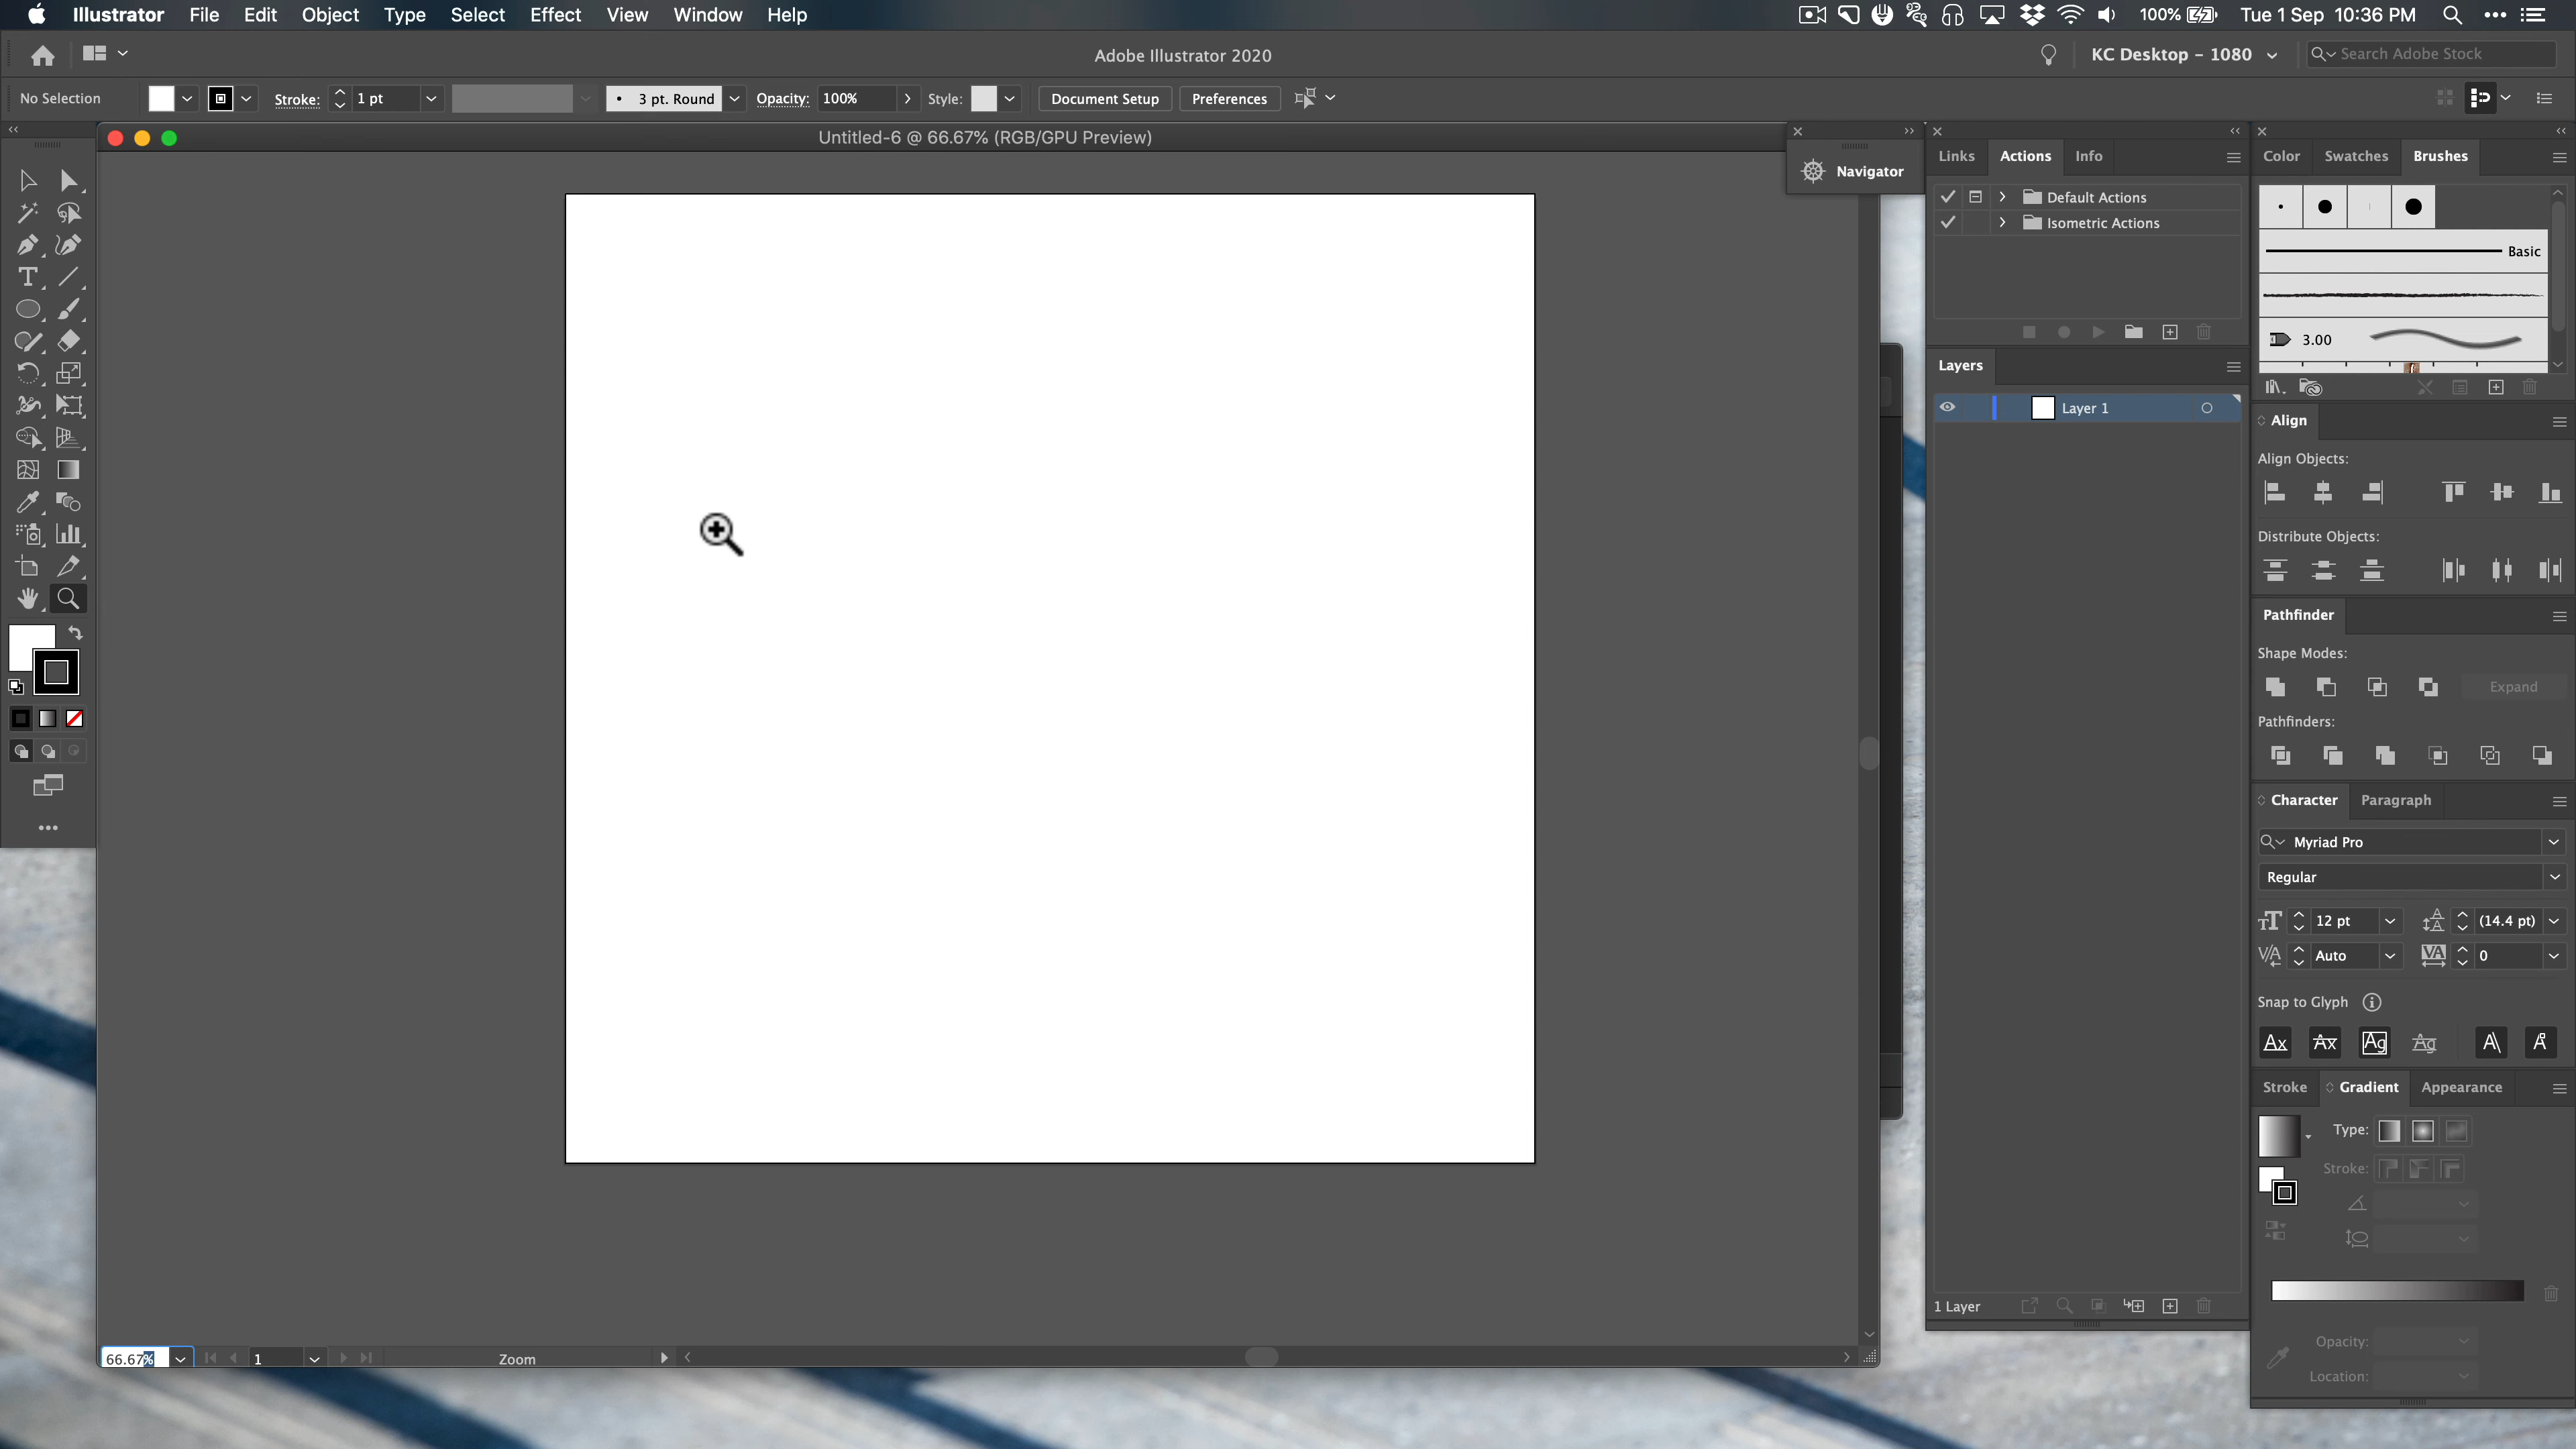 Illustrator File Edit Object Type Select Effect View Window Help
100% Tue 1 Sep 10:36 PM
Adobe Illustrator 2020
KC Desktop - 1080
Search Adobe Stock
No Selection
Stroke: 1 pt
3 pt. Round
Opacity: 100%
Style:
Document Setup
Preferences
Untitled-6 @ 66.67% (RGB/GPU Preview)
Navigator
Links Actions Info
Default Actions
Isometric Actions
Layers
Layer 1
1 Layer
Color Swatches Brushes
Basic
3.00
Align
Align Objects:
Distribute Objects:
Pathfinder
Shape Modes:
Expand
Pathfinders:
Character Paragraph
Myriad Pro
Regular
12 pt (14.4 pt)
Auto 0
Snap to Glyph
Stroke Gradient Appearance
Type:
Stroke:
Opacity:
Location:
66.67%
1
Zoom